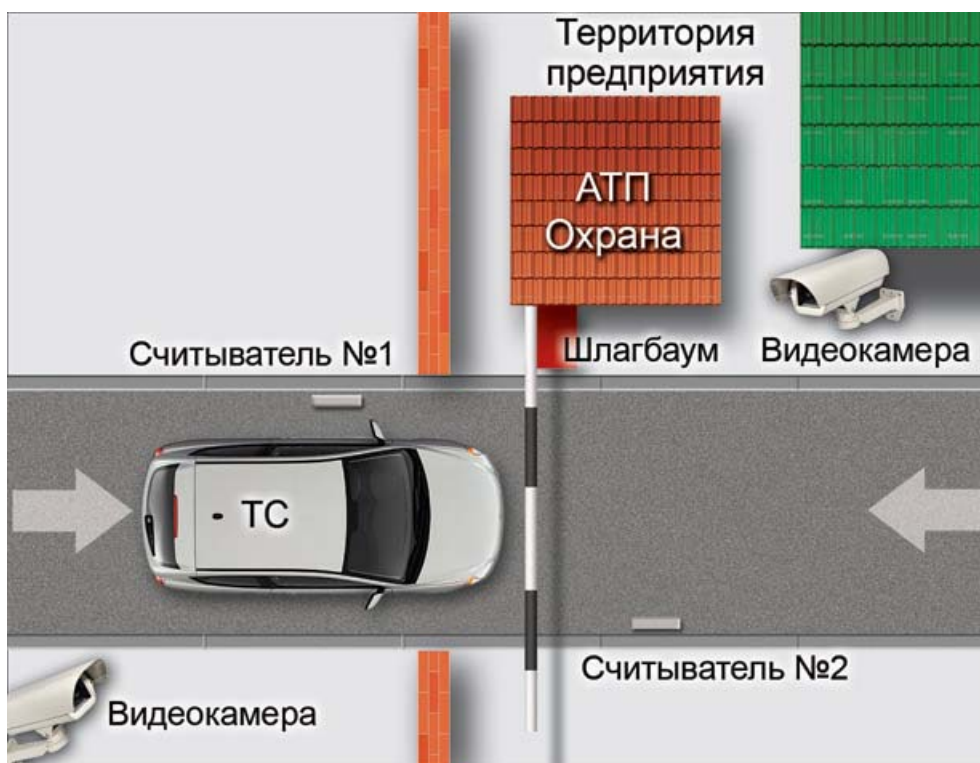 Территория
предприятия
АТП
Охрана
Считыватель №1
Шлагбаум
Видеокамера
ТС
Считыватель №2
Видеокамера